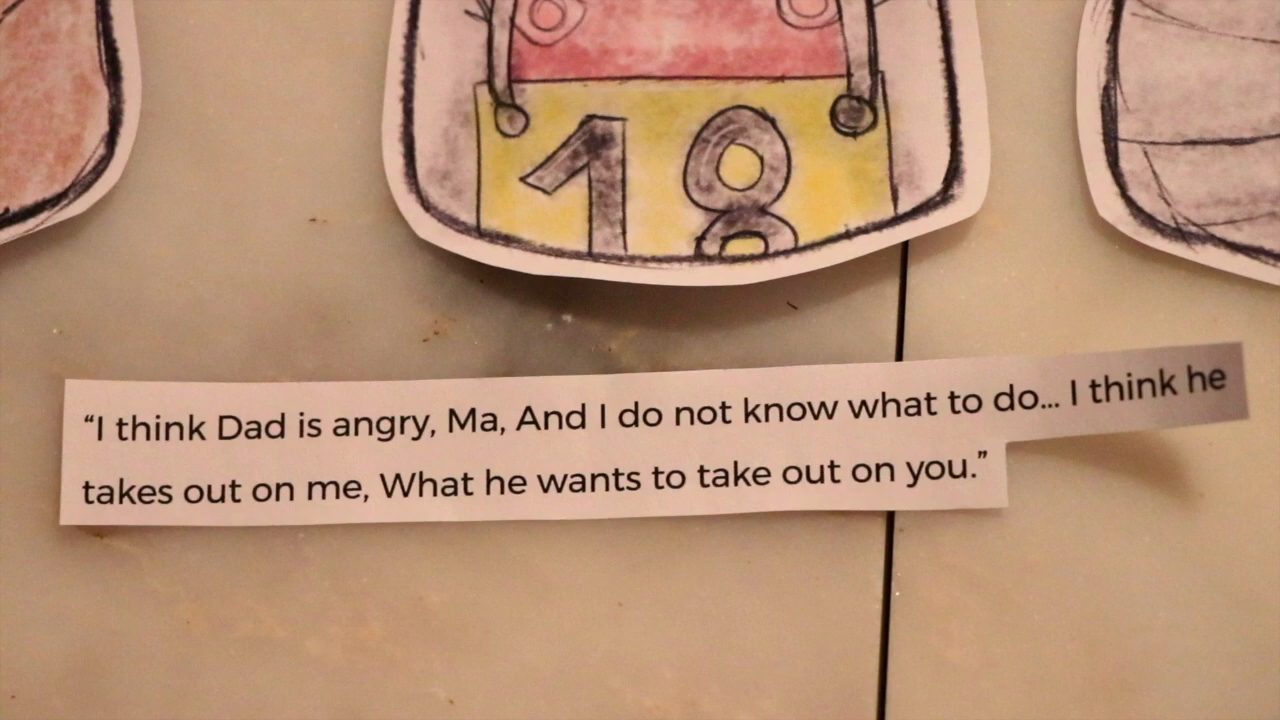 18
“I think Dad is angry, Ma, And I do not know what to do... I think he
takes out on me, What he wants to take out on you.”